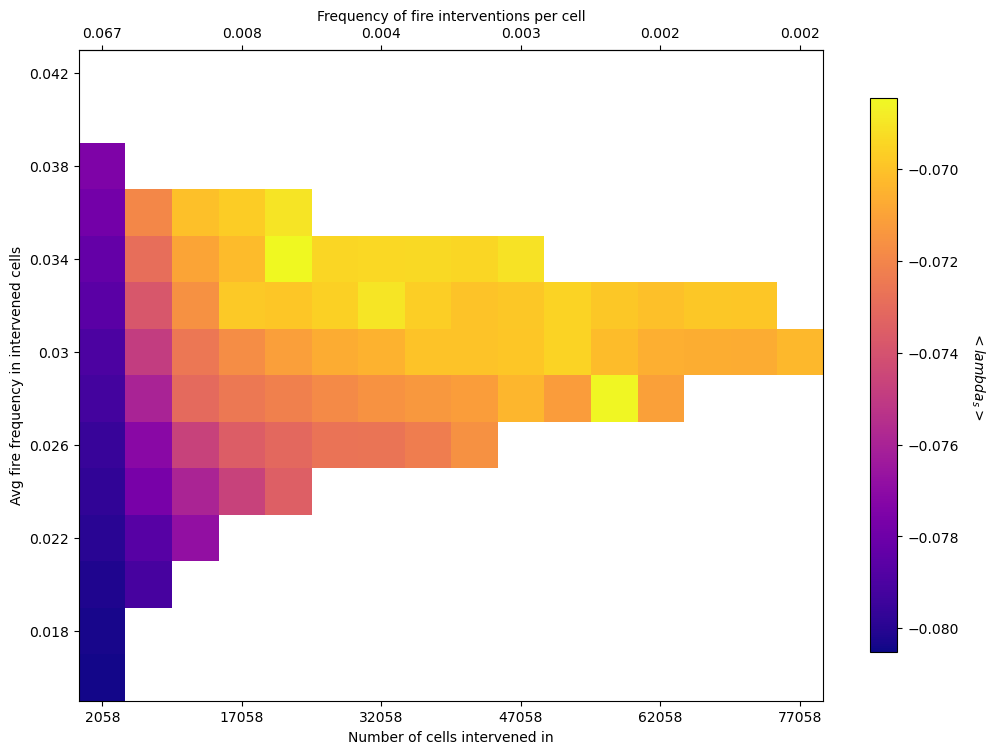 Frequency of fire interventions per cell
0.067 0.008 0.004 0.003 0.002 0.002
0.042
0.038
0.034
0.03
0.026
0.022
0.018
Avg fire frequency in intervened cells
2058 17058 32058 47058 62058 77058
Number of cells intervened in
−0.070
−0.072
−0.074
−0.076
−0.078
−0.080
< lambda_s >